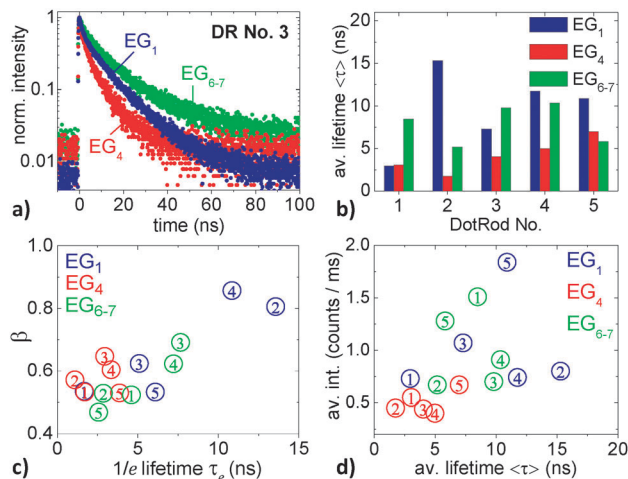 DR No. 3
EG1
EG6-7
EG4
norm. intensity
1
0.1
0.01
0 20 40 60 80 100
time (ns)
a)
EG1
EG4
EG6-7
av. lifetime <τ> (ns)
20
15
10
5
0
1 2 3 4 5
DotRod No.
b)
EG1
EG4
EG6-7
β
1.0
0.8
0.6
0.4
4 2
3 3
2 4 3 4
1 2 5 1 5
5
0 5 10 15
1/e lifetime τe (ns)
c)
EG1
EG4
EG6-7
av. int. (counts / ms)
2.0
1.5
1.0
0.5
5
1
5
3
4
1 4 2
2 5 3
1
2 3 4
0 5 10 15 20
av. lifetime <τ> (ns)
d)